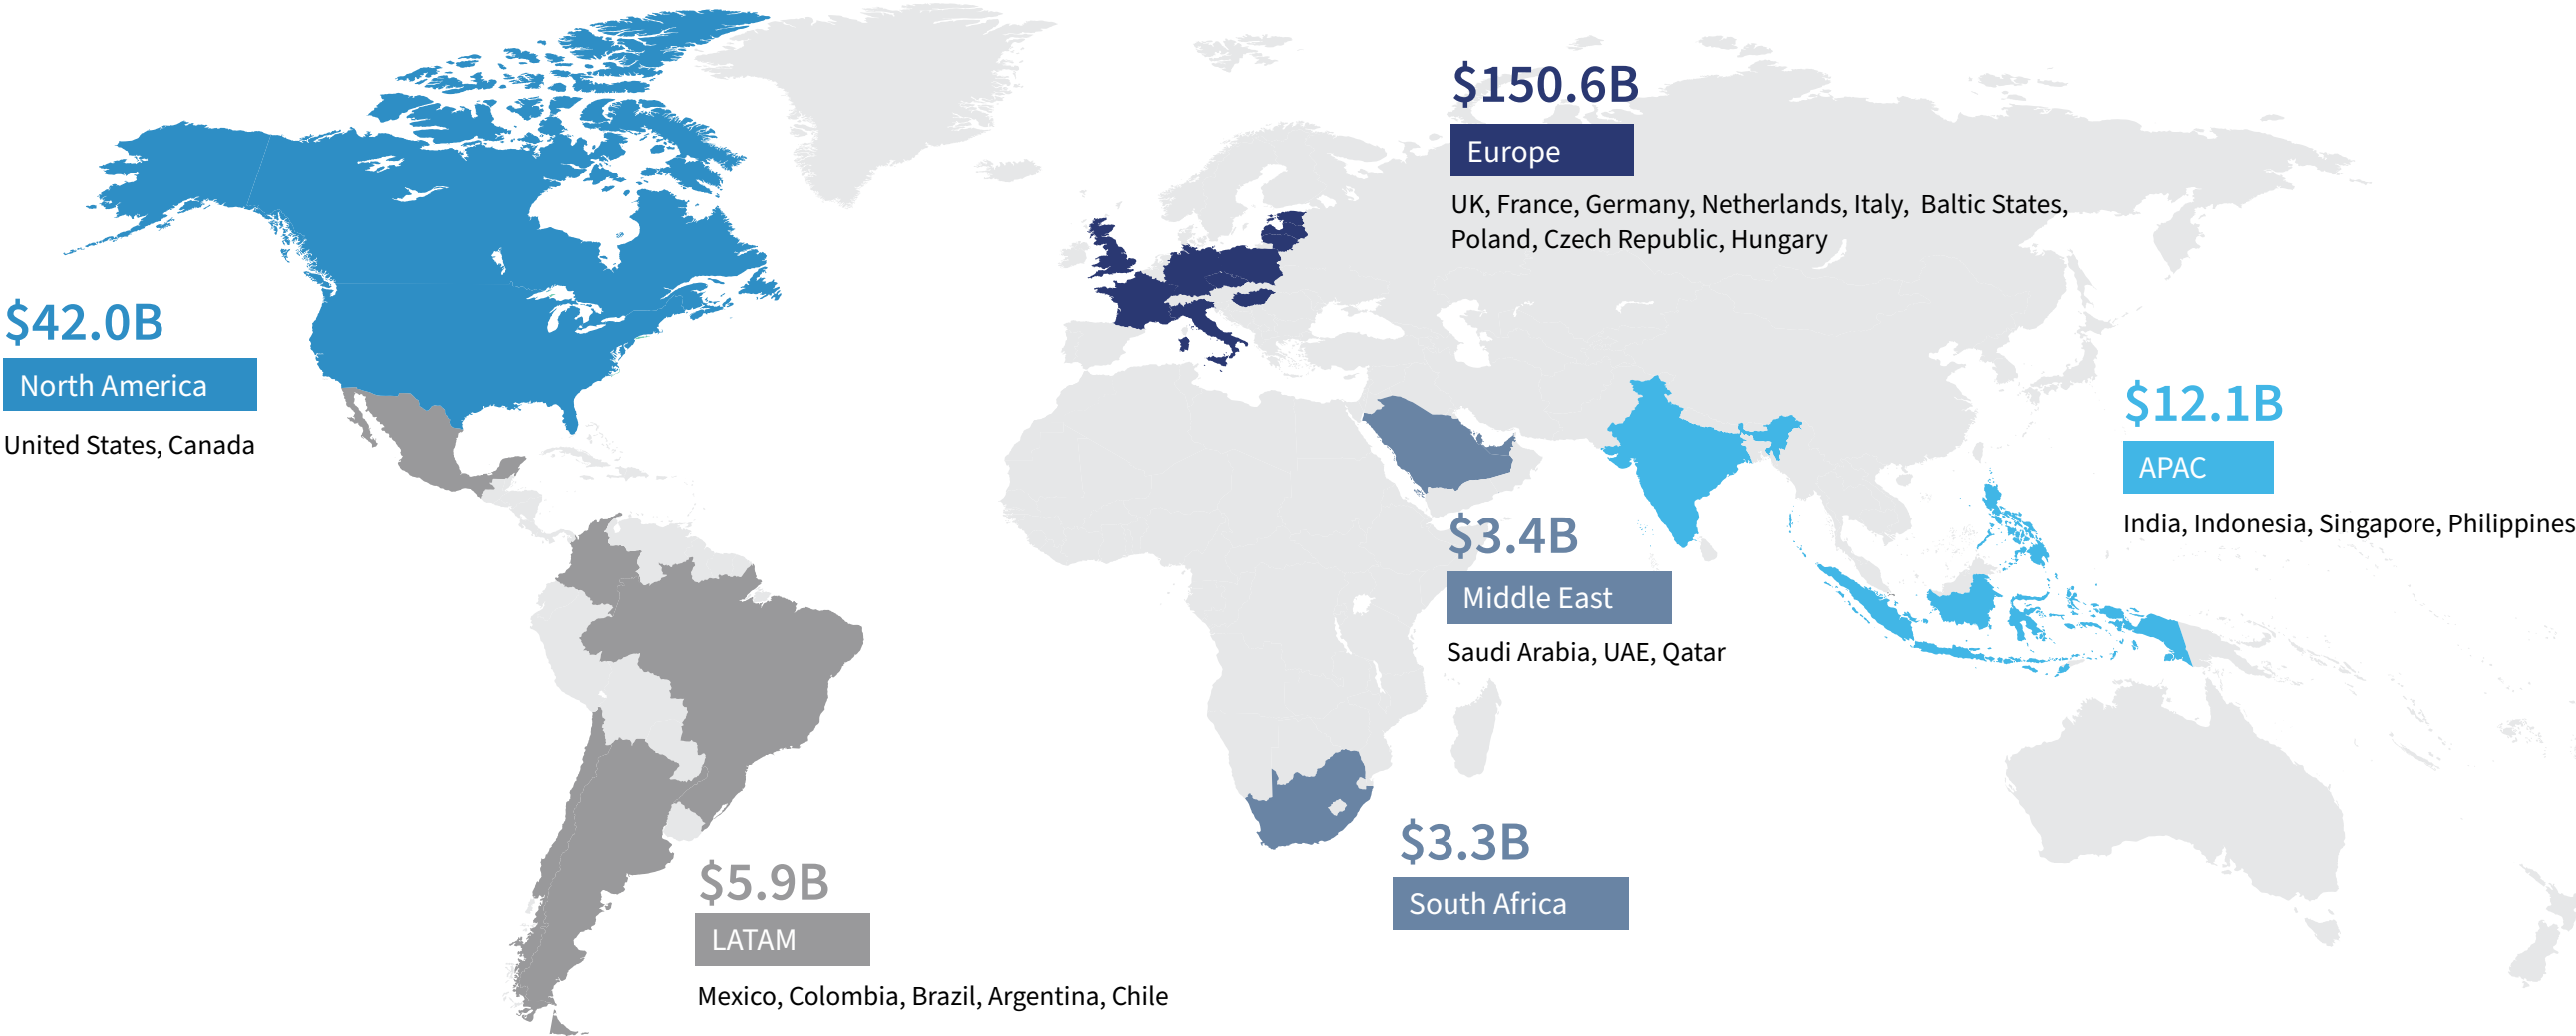 $150.6B
Europe
UK, France, Germany, Netherlands, Italy, Baltic States,
Poland, Czech Republic, Hungary
$42.0B
North America
United States, Canada
$12.1B
APAC
India, Indonesia, Singapore, Philippines
$3.4B
Middle East
Saudi Arabia, UAE, Qatar
$3.3B
South Africa
$5.9B
LATAM
Mexico, Colombia, Brazil, Argentina, Chile